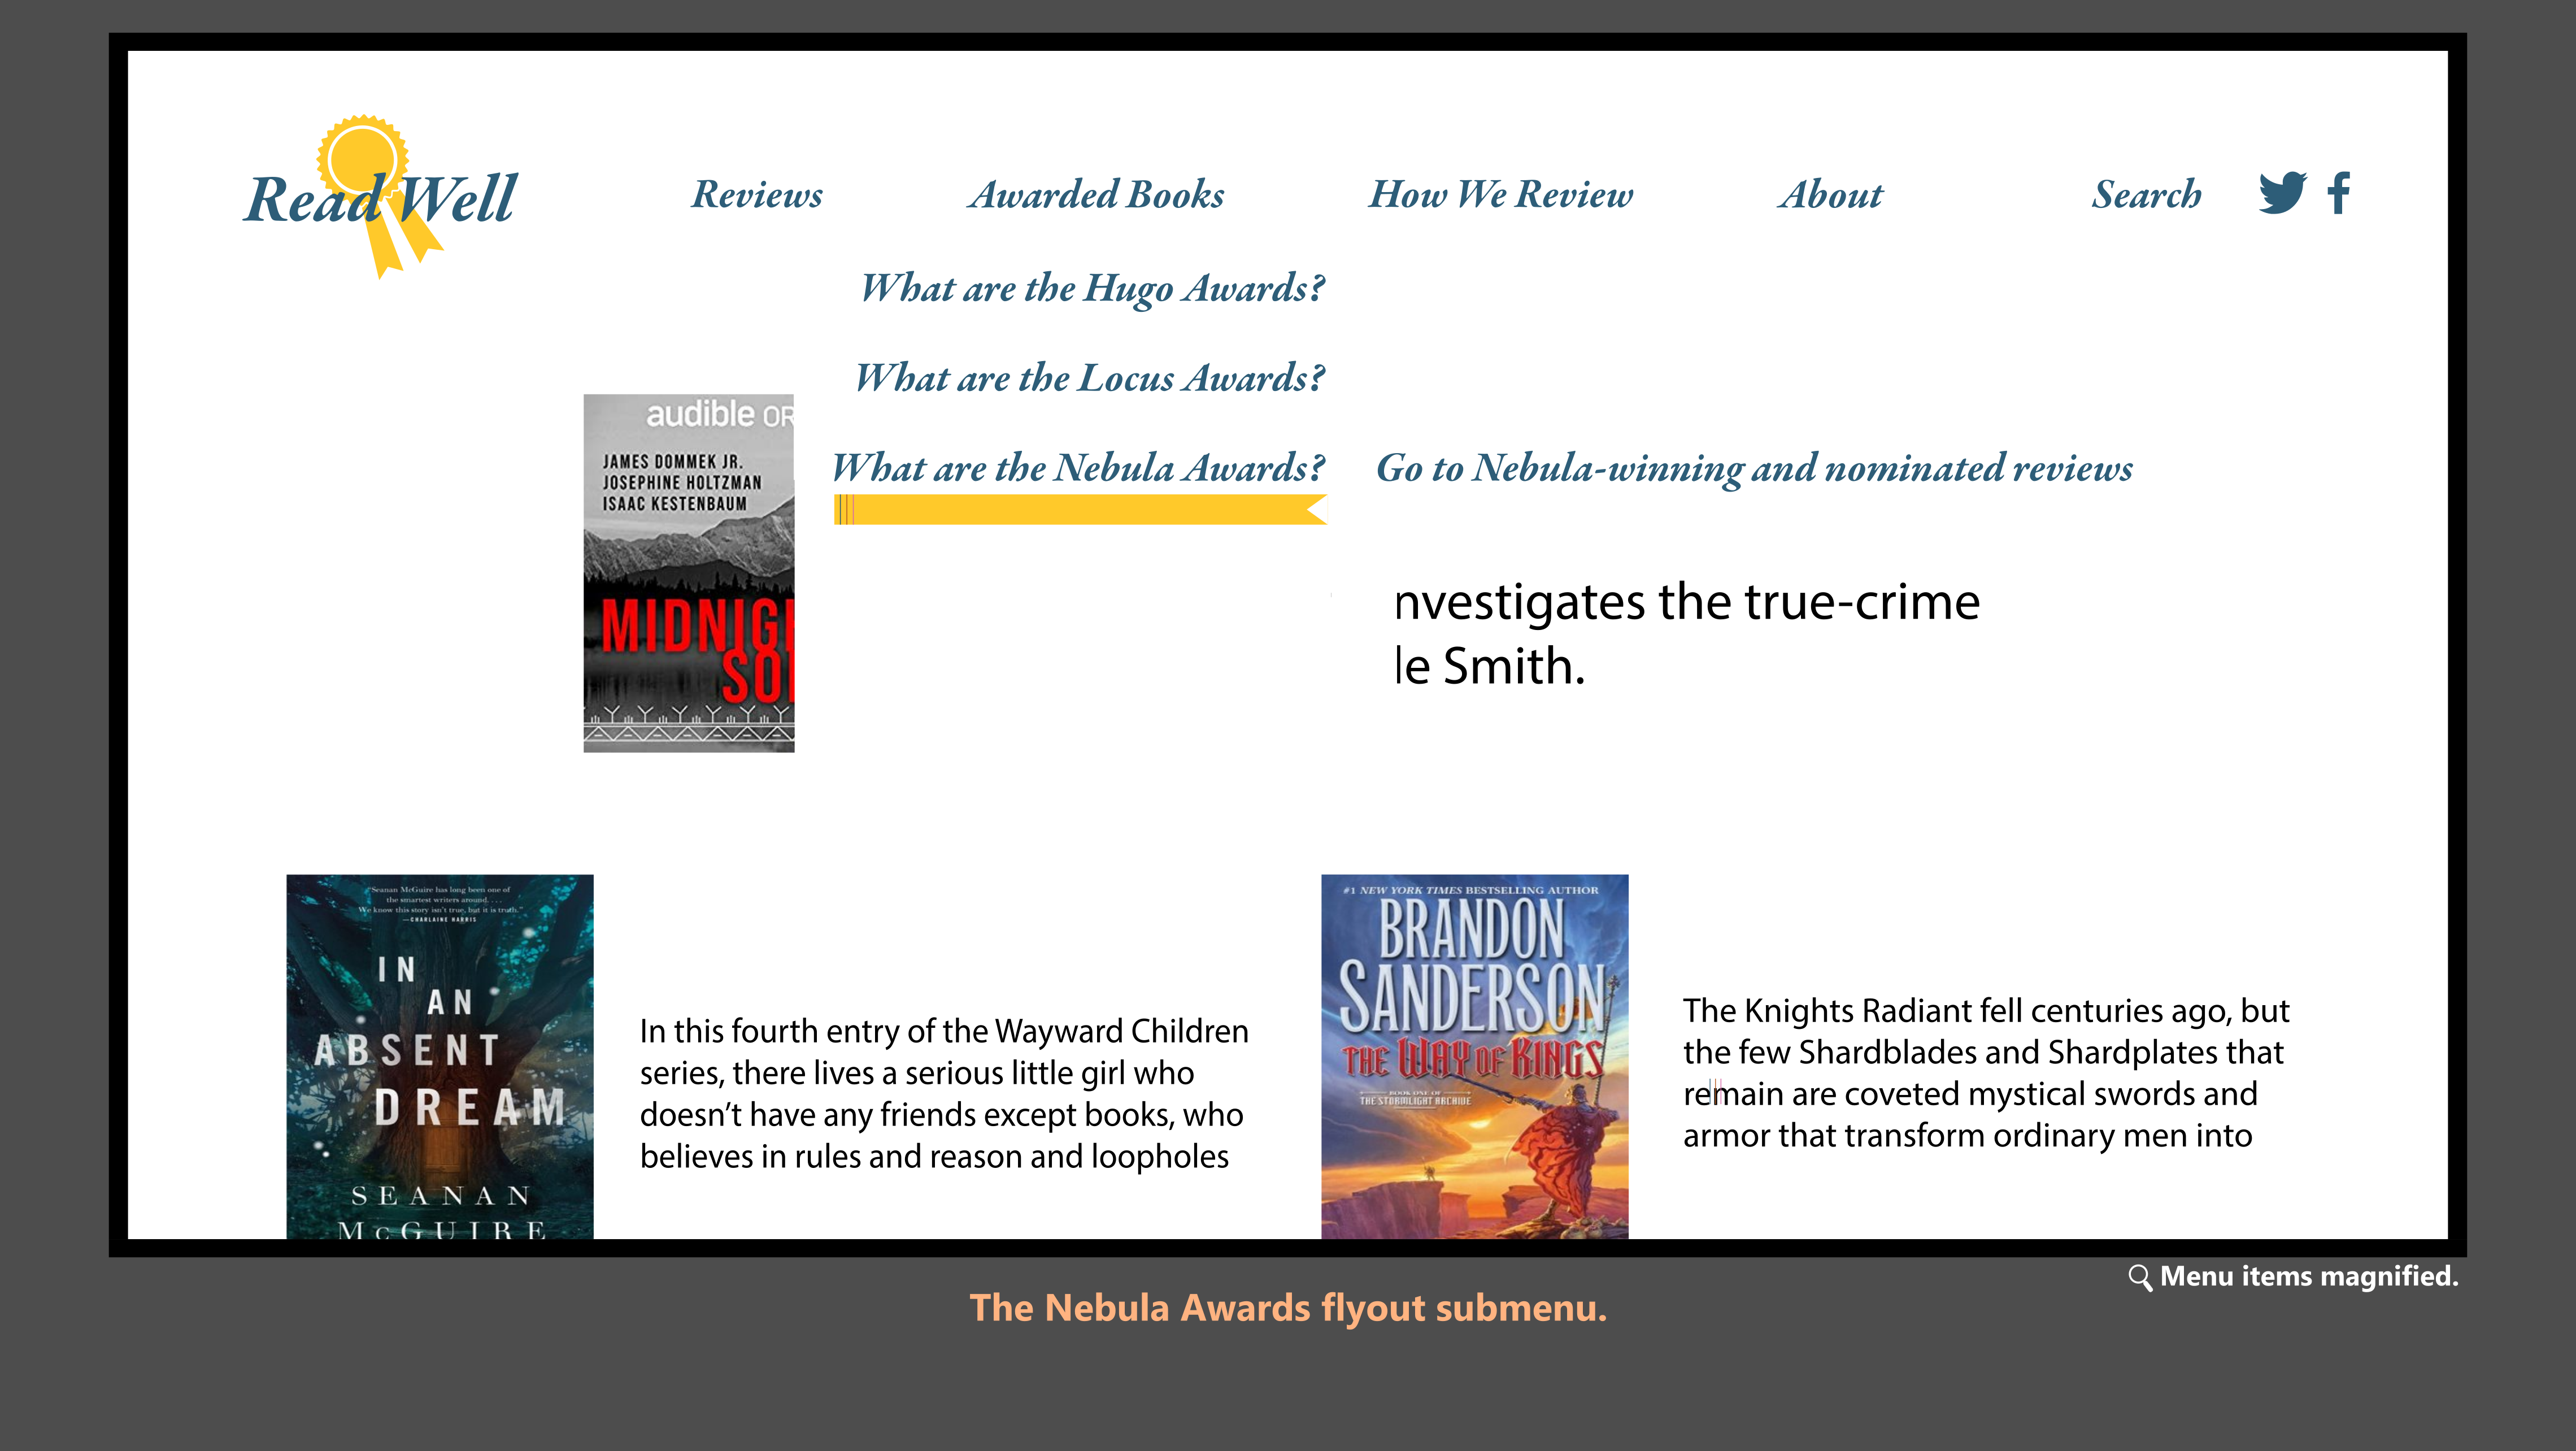 Read Well
Reviews
Awarded Books
How We Review
About
Search
What are the Hugo Awards?
What are the Locus Awards?
What are the Nebula Awards?
Go to Nebula-winning and nominated reviews
audible OR
JAMES DOMMEK JR.
JOSEPHINE HOLTZMAN
ISAAC KESTENBAUM
MIDNIG
SO
nvestigates the true-crime
le Smith.
"Seanan McGuire has long been one of
the smartest writers around. . . .
We know this story isn't true, but it is truth."
—CHARLAINE HARRIS
IN
AN
ABSENT
DREAM
SEANAN
McGUIRE
In this fourth entry of the Wayward Children
series, there lives a serious little girl who
doesn’t have any friends except books, who
believes in rules and reason and loopholes
#1 NEW YORK TIMES BESTSELLING AUTHOR
BRANDON
SANDERSON
THE WAY OF KINGS
BOOK ONE OF
THE STORMLIGHT ARCHIVE
The Knights Radiant fell centuries ago, but
the few Shardblades and Shardplates that
remain are coveted mystical swords and
armor that transform ordinary men into
Menu items magnified.
The Nebula Awards flyout submenu.